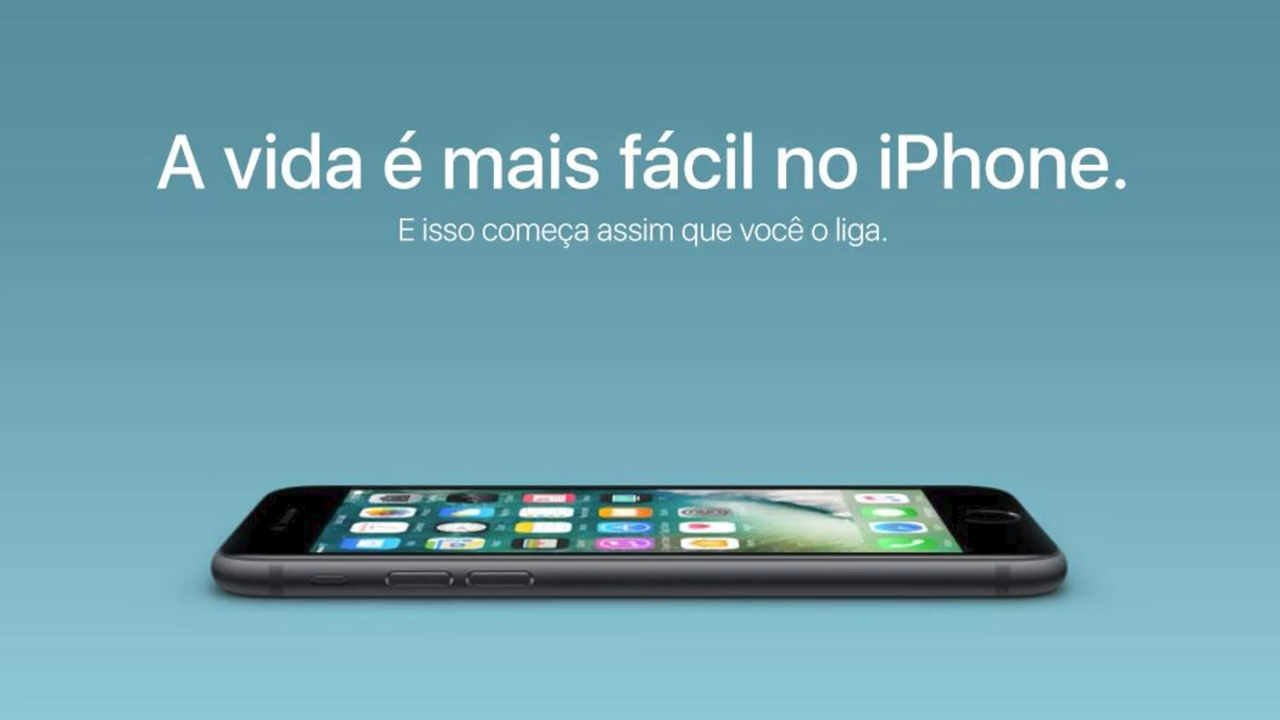 A vida é mais fácil no iPhone.
E isso começa assim que você o liga.